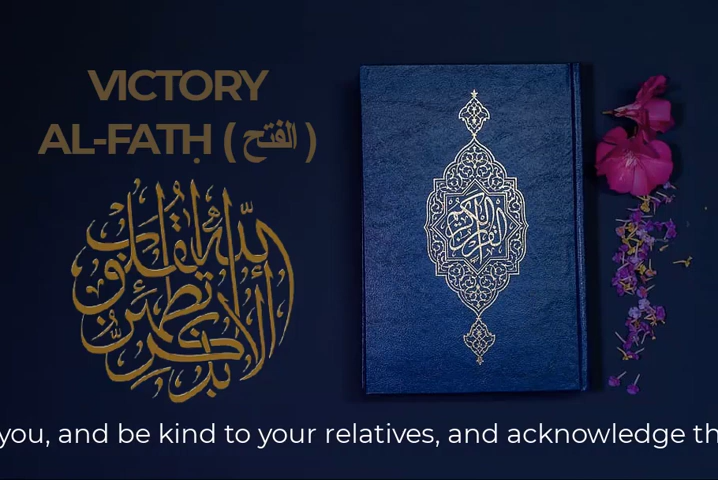 VICTORY
AL-FATḤ ( الفتح )
ألا بذكر الله تطمئن القلوب
القرآن الكريم
you, and be kind to your relatives, and acknowledge th